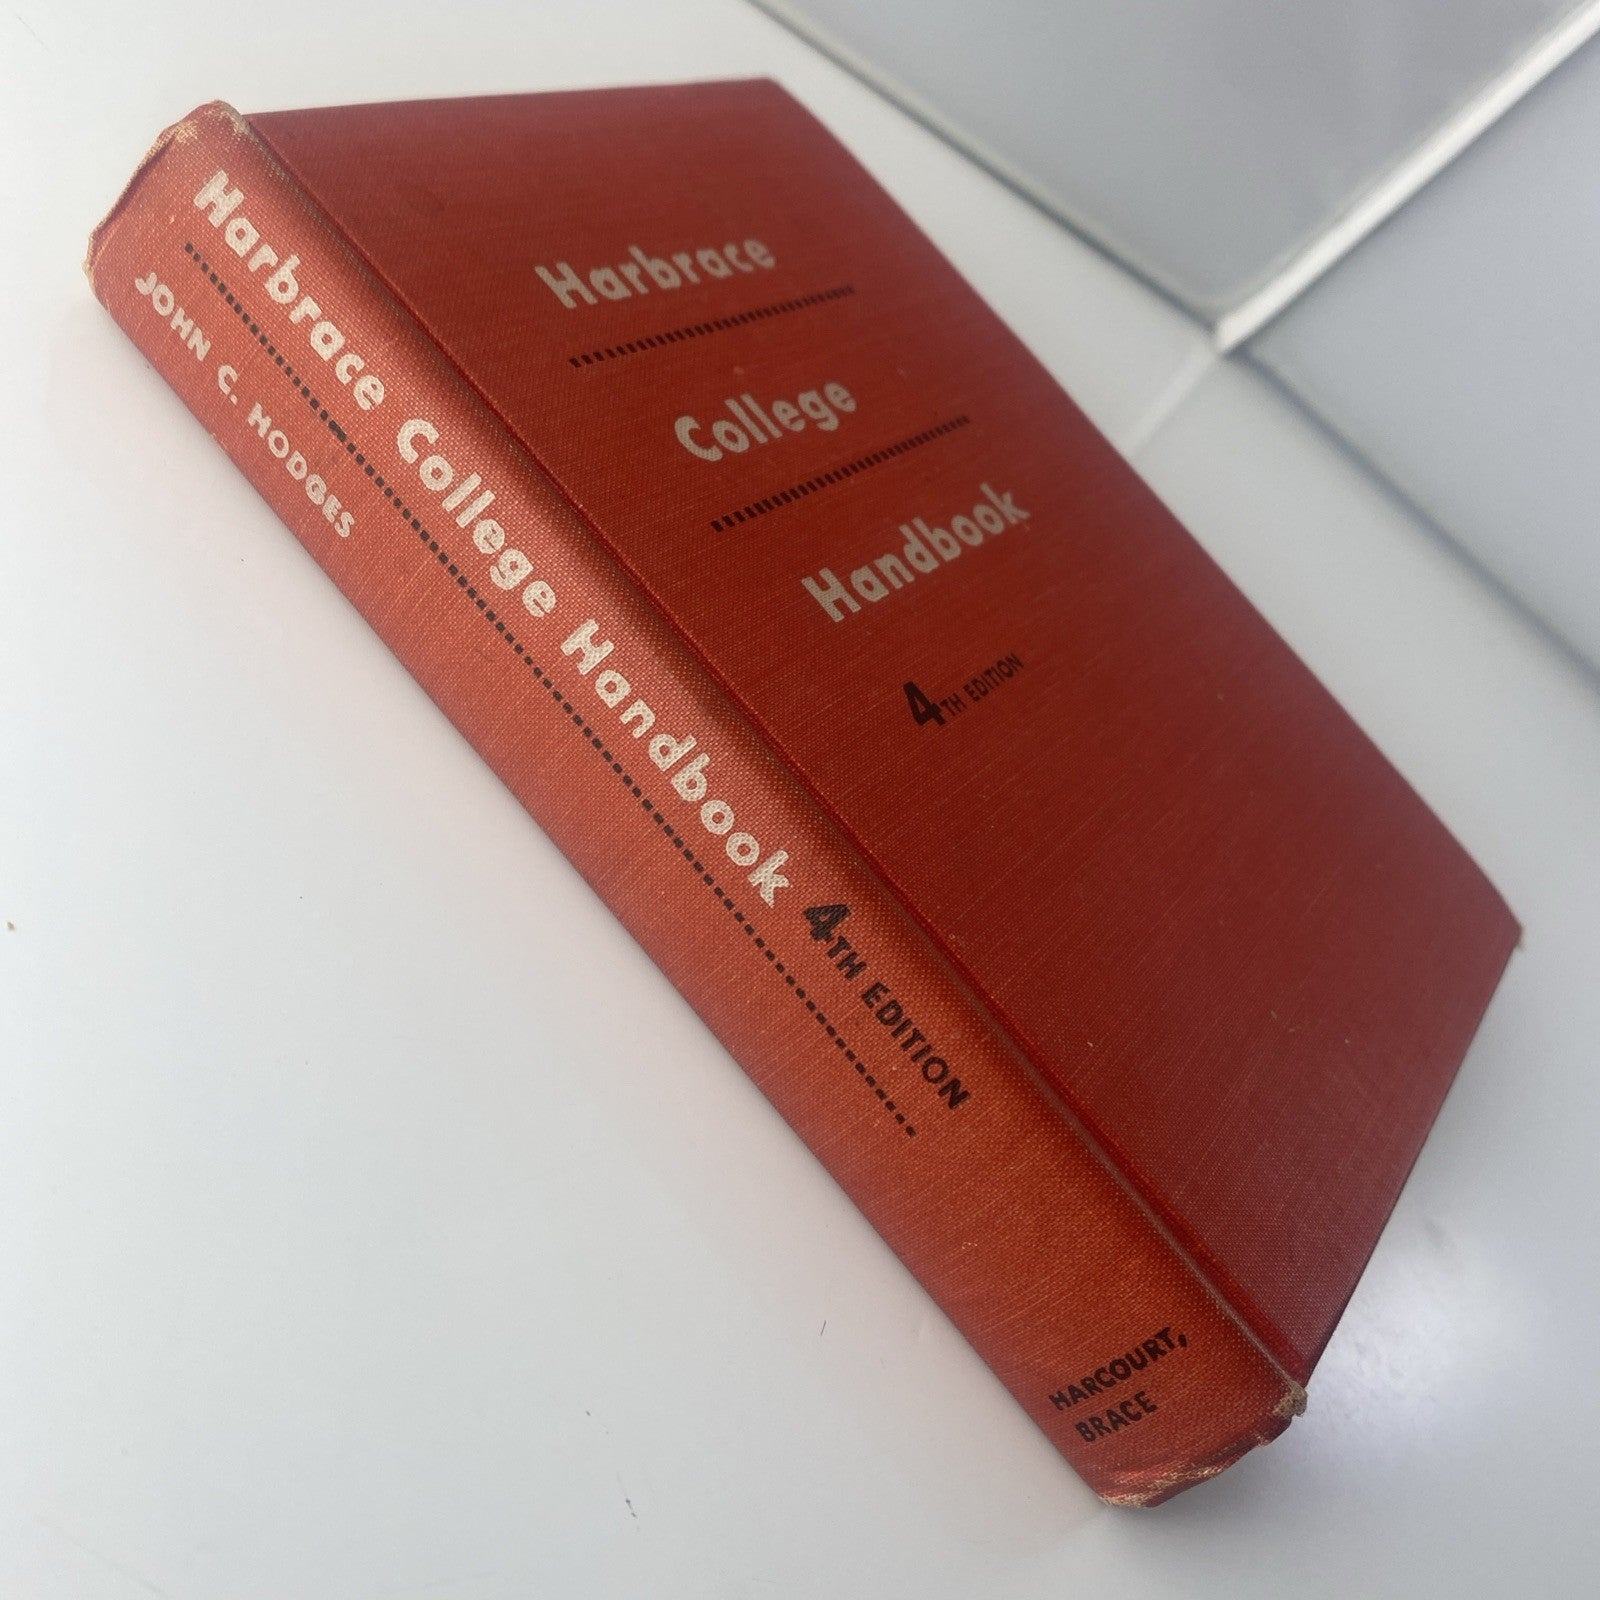 Harbrace College Handbook 4TH EDITION
JOHN C. HODGES
HARCOURT,
BRACE
Harbrace
College
Handbook
4TH EDITION